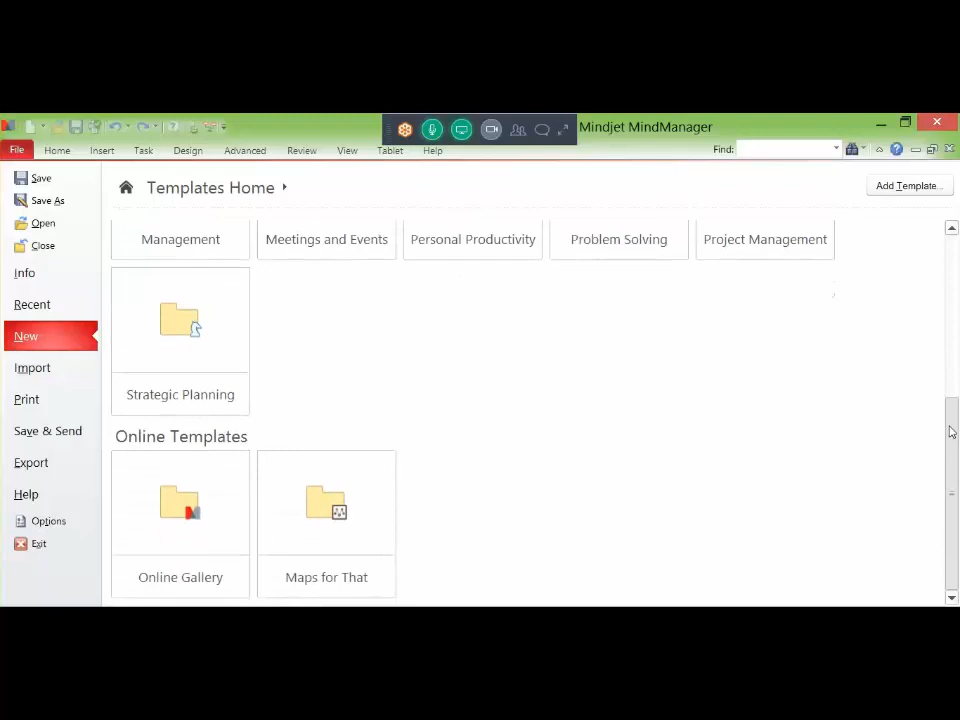 Mindjet MindManager
File
Home
Insert
Task
Design
Advanced
Review
View
Tablet
Help
Find:
Save
Save As
Open
Close
Info
Recent
New
Import
Print
Save & Send
Export
Help
Options
Exit
Templates Home
Add Template...
Management
Meetings and Events
Personal Productivity
Problem Solving
Project Management
Strategic Planning
Online Templates
Online Gallery
Maps for That